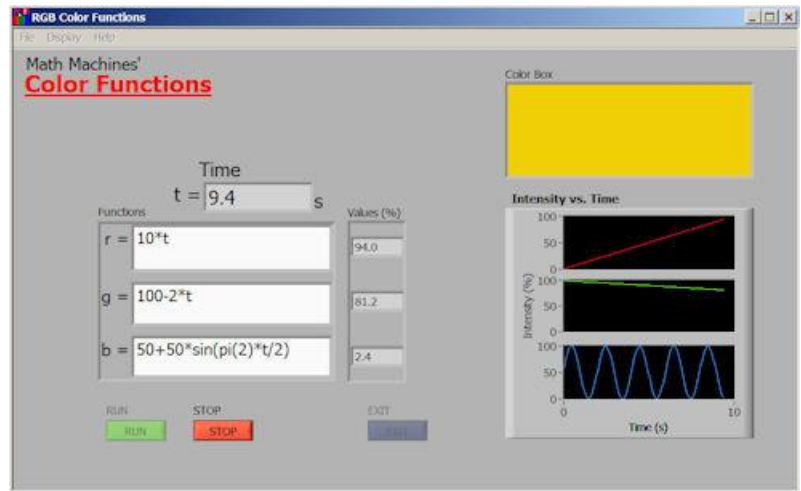 RGB Color Functions
File Display Help
Math Machines'
Color Functions
Time
t = 9.4 s
Functions
Values (%)
r = 10*t
94.0
g = 100-2*t
81.2
b = 50+50*sin(pi(2)*t/2)
2.4
RUN
STOP
EXIT
RUN
STOP
Color Box
Intensity vs. Time
Intensity (%)
100
50
0
100
50
0
100
50
0
0
10
Time (s)